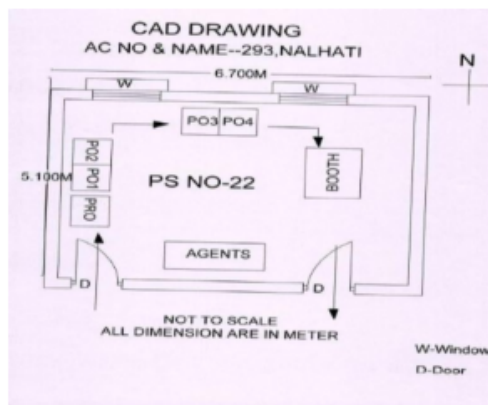 CAD DRAWING
AC NO & NAME--293,NALHATI
6.700M
N
W
W
PO3 PO4
PO2
PO1
PRO
5.100M
PS NO-22
BOOTH
AGENTS
D
D
NOT TO SCALE
ALL DIMENSION ARE IN METER
W-Window
D-Door